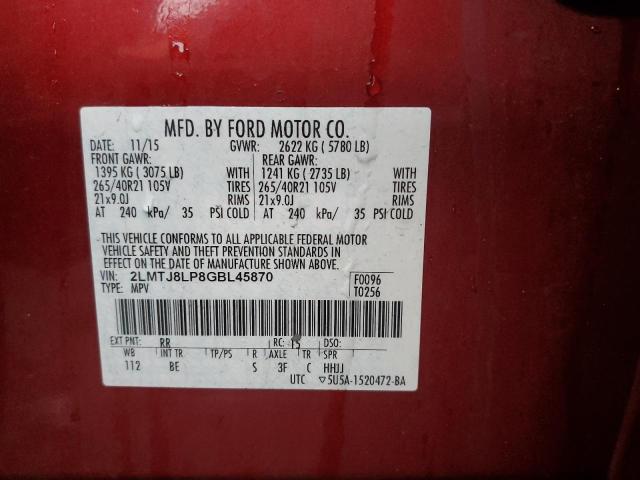 MFD. BY FORD MOTOR CO.
DATE: 11/15 GVWR: 2622 KG ( 5780 LB)
FRONT GAWR: REAR GAWR:
1395 KG ( 3075 LB) WITH 1241 KG ( 2735 LB) WITH
265/40R21 105V TIRES 265/40R21 105V TIRES
21x9.0J RIMS 21x9.0J RIMS
AT 240 kPa/ 35 PSI COLD AT 240 kPa/ 35 PSI COLD
THIS VEHICLE CONFORMS TO ALL APPLICABLE FEDERAL MOTOR
VEHICLE SAFETY AND THEFT PREVENTION STANDARDS IN
EFFECT ON THE DATE OF MANUFACTURE SHOWN ABOVE.
VIN: 2LMTJ8LP8GBL45870 F0096
TYPE: MPV T0256
EXT PNT: RR RC: 15 DSO:
WB INT TR TP/PS R AXLE TR SPR
112 BE S 3F C HHJJ
UTC ▽5U5A-1520472-BA